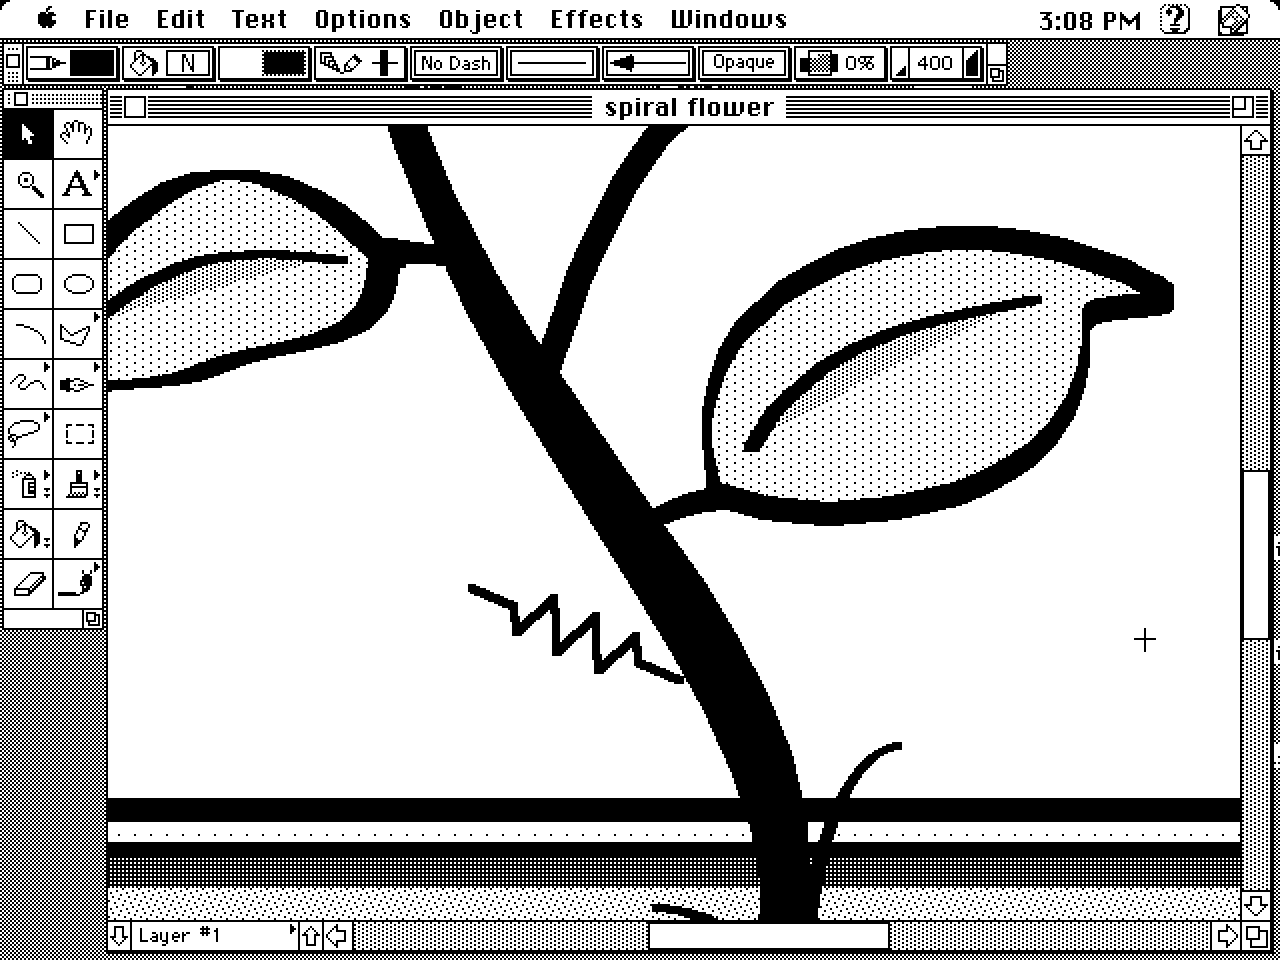 File Edit Text Options Object Effects Windows 3:08 PM
N No Dash Opaque 0% 400
spiral flower
A
Layer #1